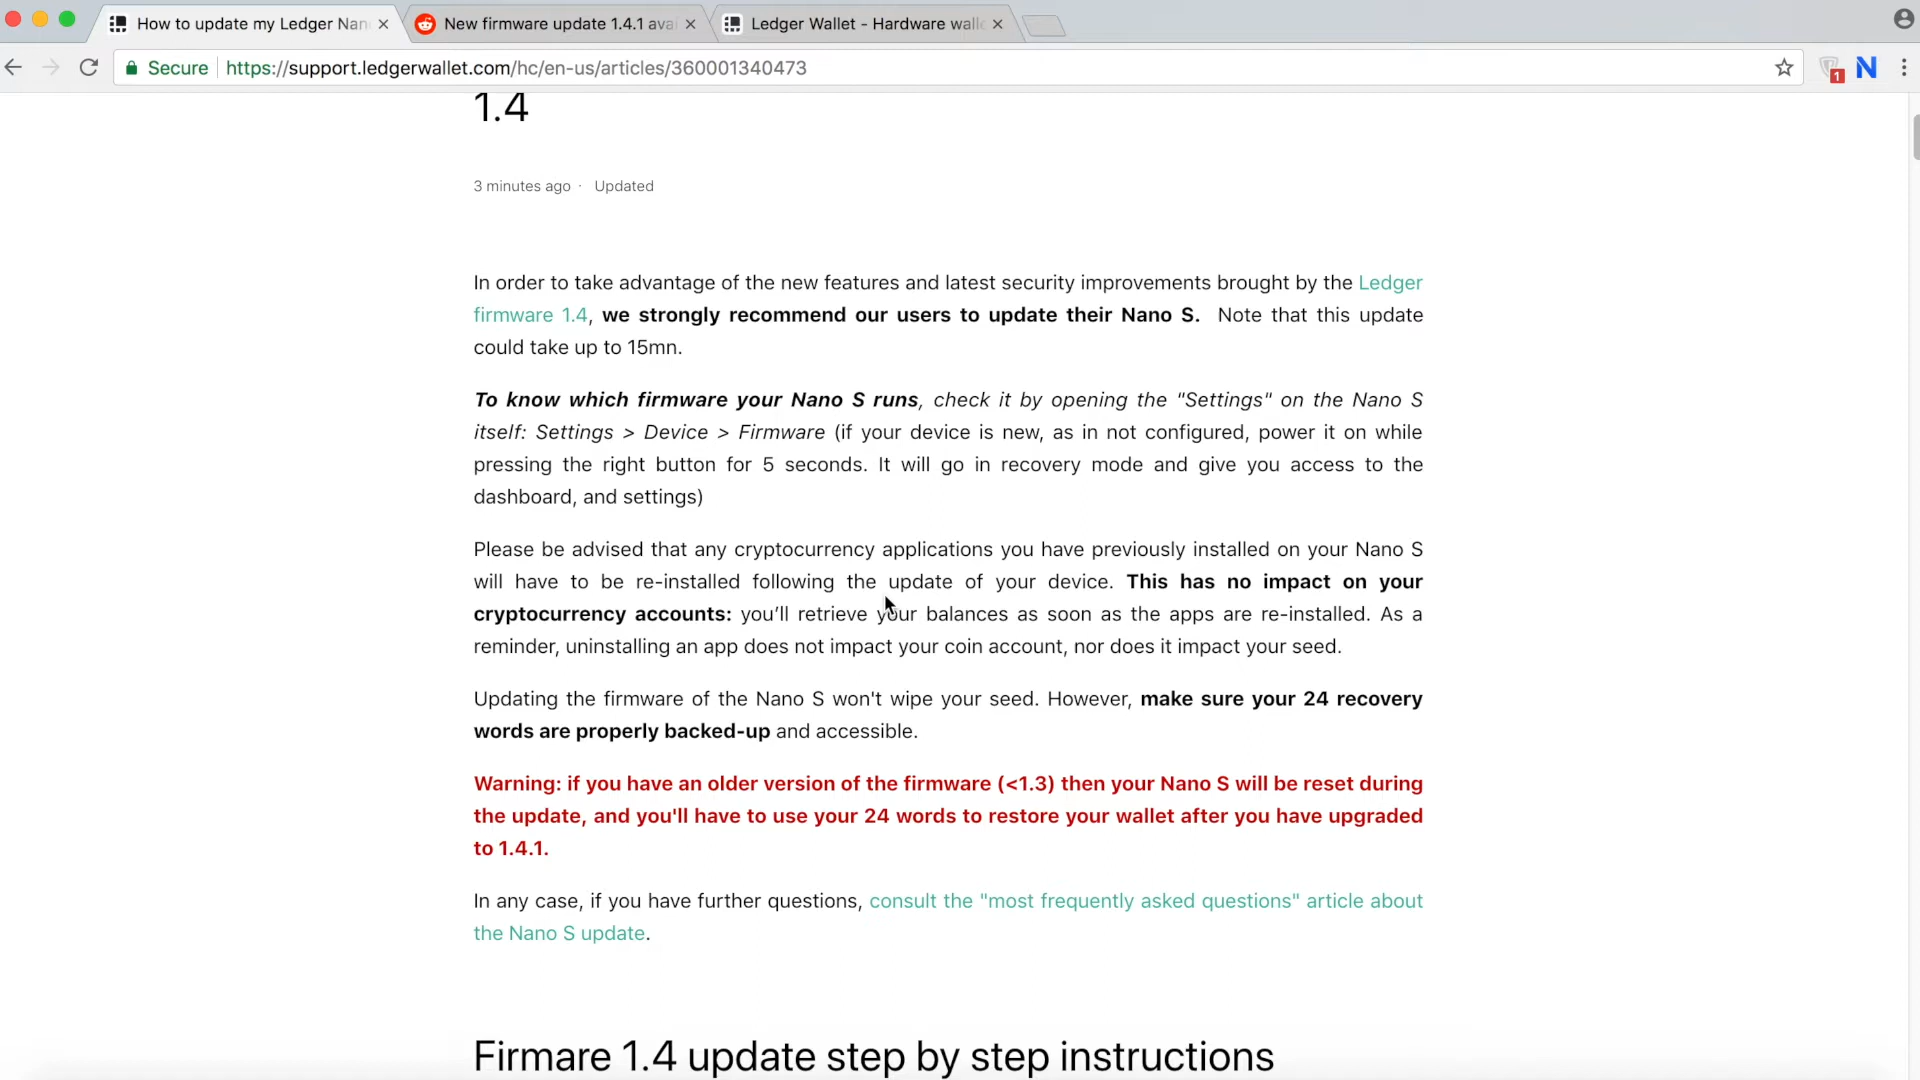 How to update my Ledger Nan
New firmware update 1.4.1 avai
Ledger Wallet - Hardware walle
Secure
https://support.ledgerwallet.com/hc/en-us/articles/360001340473
1
N
1.4
3 minutes ago · Updated
In order to take advantage of the new features and latest security improvements brought by the Ledger
firmware 1.4, we strongly recommend our users to update their Nano S. Note that this update
could take up to 15mn.
To know which firmware your Nano S runs, check it by opening the "Settings" on the Nano S
itself: Settings > Device > Firmware (if your device is new, as in not configured, power it on while
pressing the right button for 5 seconds. It will go in recovery mode and give you access to the
dashboard, and settings)
Please be advised that any cryptocurrency applications you have previously installed on your Nano S
will have to be re-installed following the update of your device. This has no impact on your
cryptocurrency accounts: you’ll retrieve your balances as soon as the apps are re-installed. As a
reminder, uninstalling an app does not impact your coin account, nor does it impact your seed.
Updating the firmware of the Nano S won't wipe your seed. However, make sure your 24 recovery
words are properly backed-up and accessible.
Warning: if you have an older version of the firmware (<1.3) then your Nano S will be reset during
the update, and you'll have to use your 24 words to restore your wallet after you have upgraded
to 1.4.1.
In any case, if you have further questions, consult the "most frequently asked questions" article about
the Nano S update.
Firmare 1.4 update step by step instructions